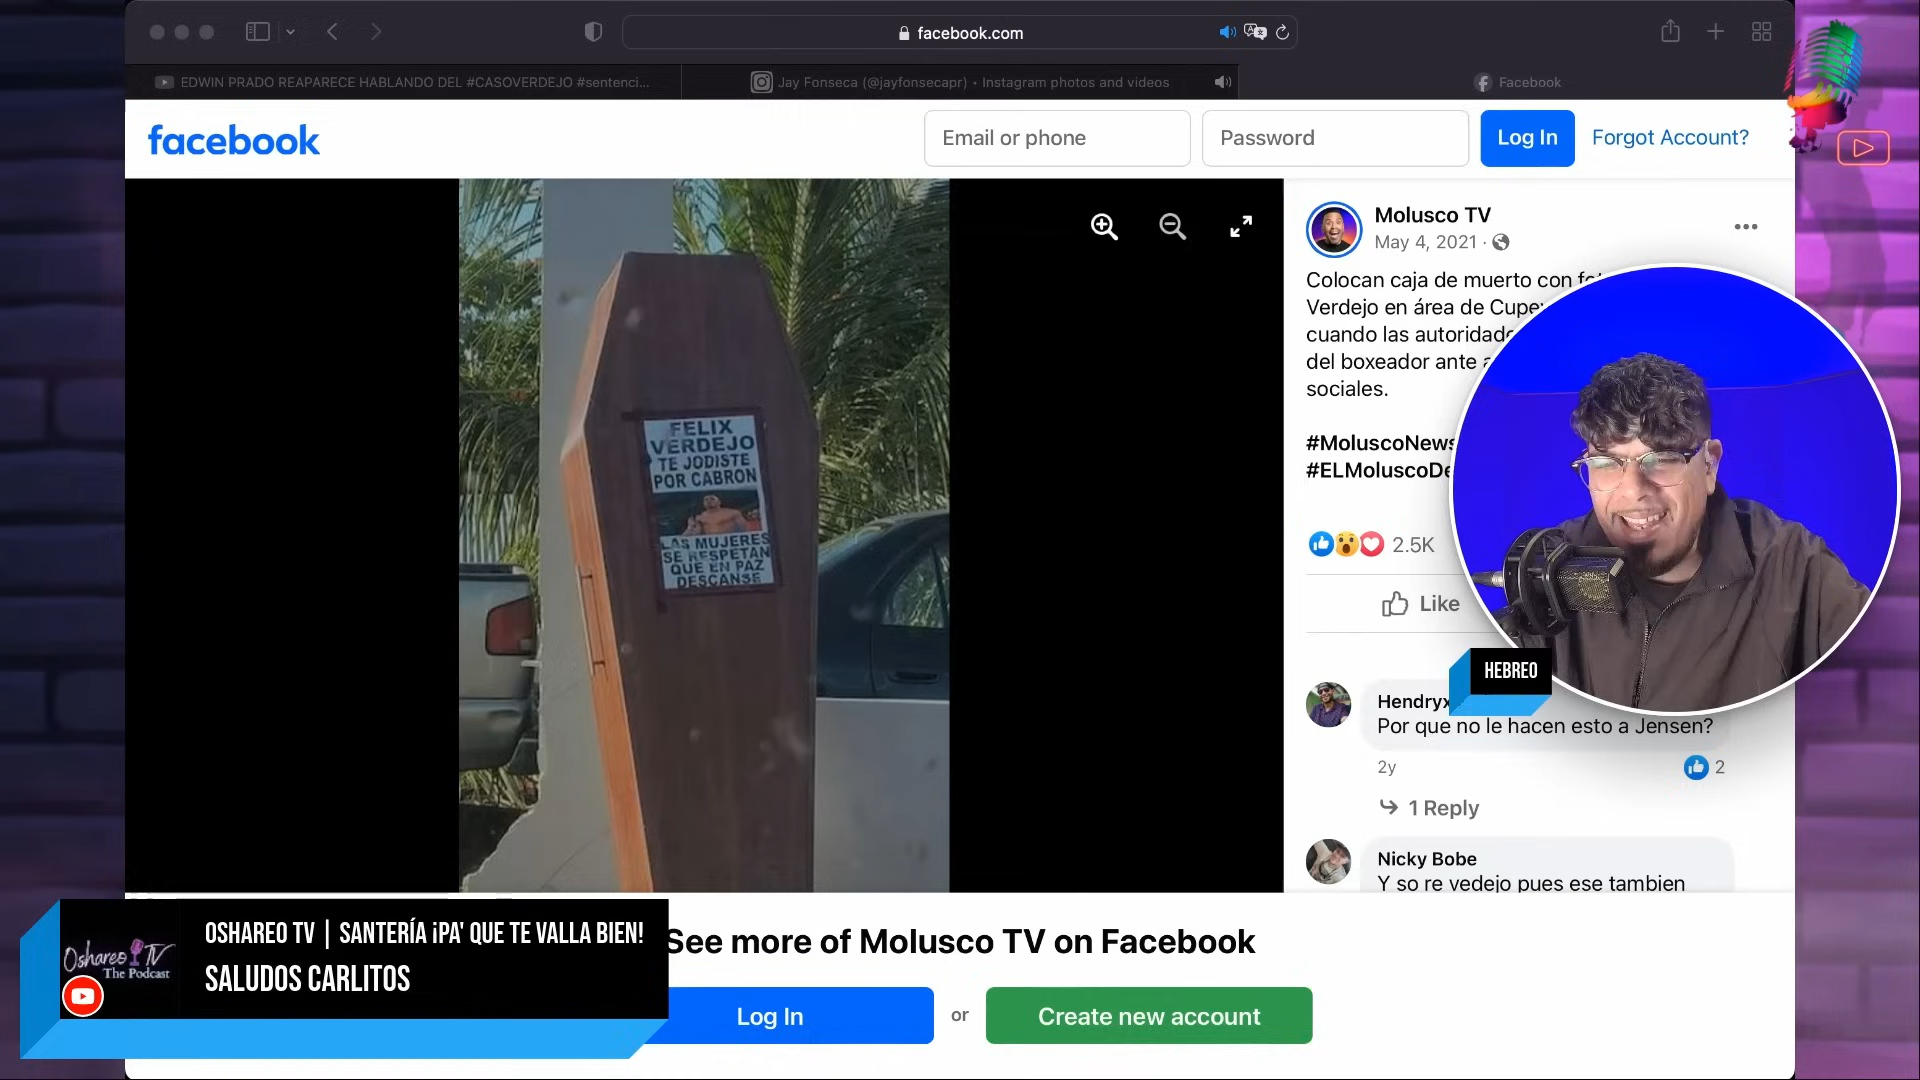 facebook.com
EDWIN PRADO REAPARECE HABLANDO DEL #CASOVERDEJO #sentenci...
Jay Fonseca (@jayfonsecapr) • Instagram photos and videos
Facebook
facebook
Email or phone
Password
Log In
Forgot Account?
Molusco TV
May 4, 2021 ·
Colocan caja de muerto con
Verdejo en área de
cuando las
del boxeador ante
sociales.
#MoluscoNews
2.5K
Like
FELIX
VERDEJO
TE JODISTE
POR CABRON
LAS MUJERES
SE RESPETAN
QUE EN PAZ
DESCANSE
HEBREO
Por que no le hacen esto a Jensen?
2y
2
1 Reply
Nicky Bobe
Y so re vedejo pues ese tambien
Oshareo TV
The Podcast
OSHAREO TV | SANTERÍA ¡PA' QUE TE VALLA BIEN!
SALUDOS CARLITOS
See more of Molusco TV on Facebook
Log In
or
Create new account